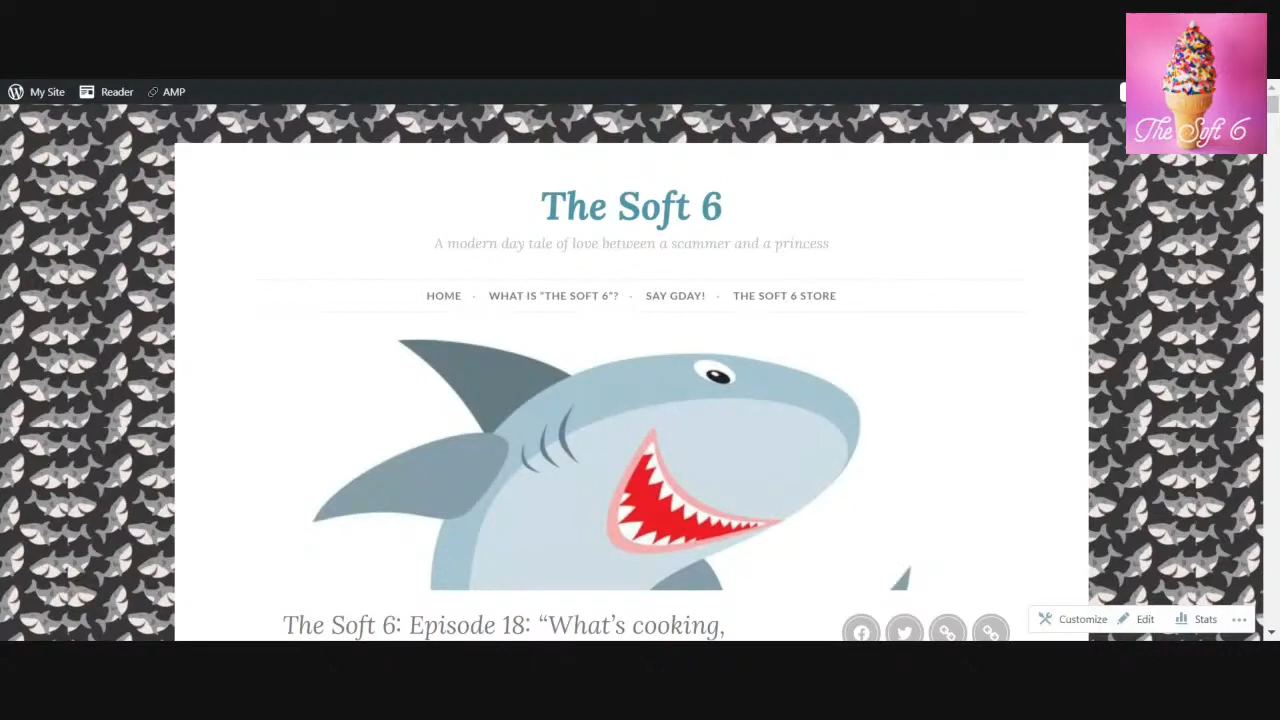 My Site Reader AMP
The Soft 6
The Soft 6
A modern day tale of love between a scammer and a princess
HOME · WHAT IS "THE SOFT 6"? · SAY GDAY! · THE SOFT 6 STORE
The Soft 6: Episode 18: “What’s cooking,
Customize Edit Stats